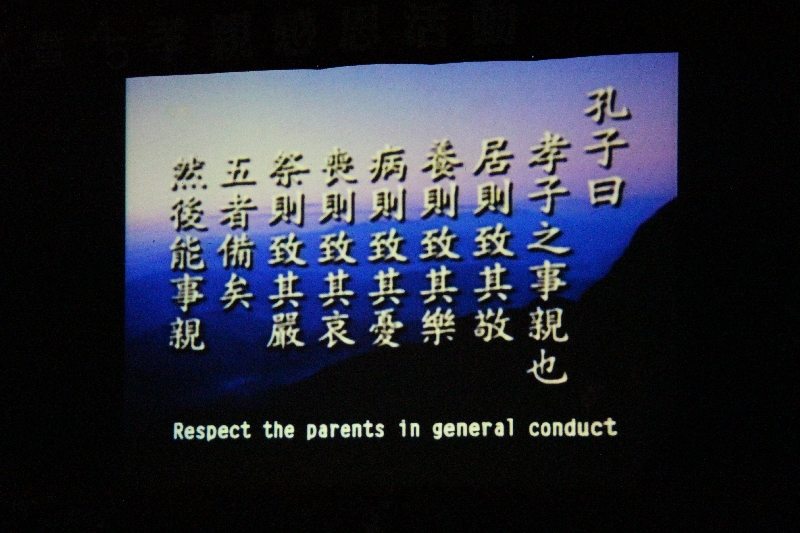 孔子曰
孝子之事親也
居則致其敬
養則致其樂
病則致其憂
喪則致其哀
祭則致其嚴
五者備矣
然後能事親
Respect the parents in general conduct